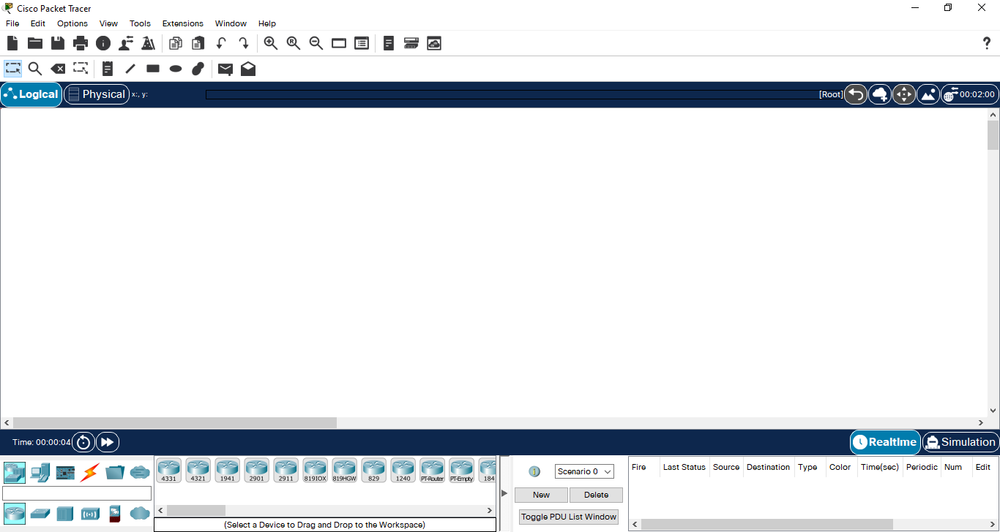 Cisco Packet Tracer
File Edit Options View Tools Extensions Window Help
Logical Physical x:, y: [Root] 00:02:00
Time: 00:00:04 Realtime Simulation
4331 4321 1941 2901 2911 819IOX 819HGW 829 1240 PT-Router PT-Empty 184
(Select a Device to Drag and Drop to the Workspace)
Scenario 0
New Delete
Toggle PDU List Window
Fire Last Status Source Destination Type Color Time(sec) Periodic Num Edit